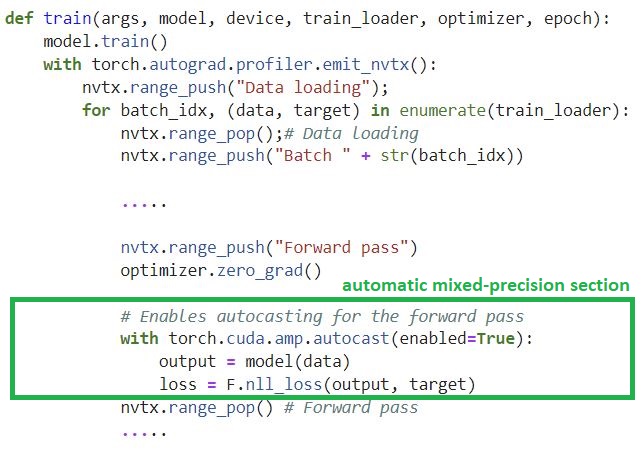 def train(args, model, device, train_loader, optimizer, epoch):
model.train()
with torch.autograd.profiler.emit_nvtx():
nvtx.range_push("Data loading");
for batch_idx, (data, target) in enumerate(train_loader):
nvtx.range_pop();# Data loading
nvtx.range_push("Batch " + str(batch_idx))
.....
nvtx.range_push("Forward pass")
optimizer.zero_grad()
automatic mixed-precision section
# Enables autocasting for the forward pass
with torch.cuda.amp.autocast(enabled=True):
output = model(data)
loss = F.nll_loss(output, target)
nvtx.range_pop() # Forward pass
.....